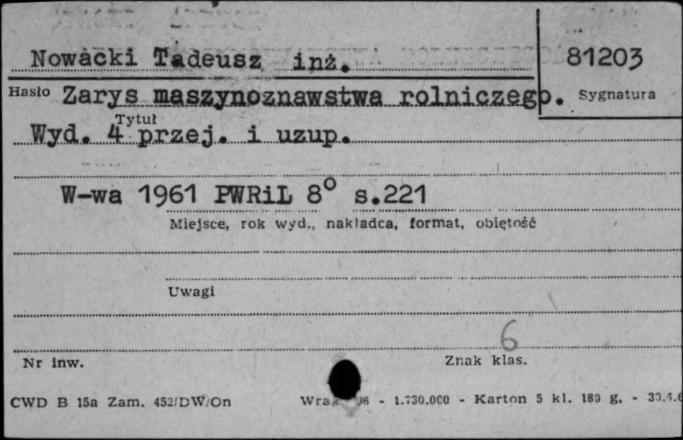 Nowacki Tadeusz inż.
81203
Hasło
Zarys maszynoznawstwa rolniczego.
Sygnatura
Tytuł
Wyd. 4 przej. i uzup.
W-wa 1961 PWRiL 8° s.221
Miejsce, rok wyd., nakładca, format, objętość
Uwagi
6
Nr inw.
Znak klas.
CWD B 15a Zam. 452/DW/On
- 1.730.000 - Karton 5 kl. 180 g, -